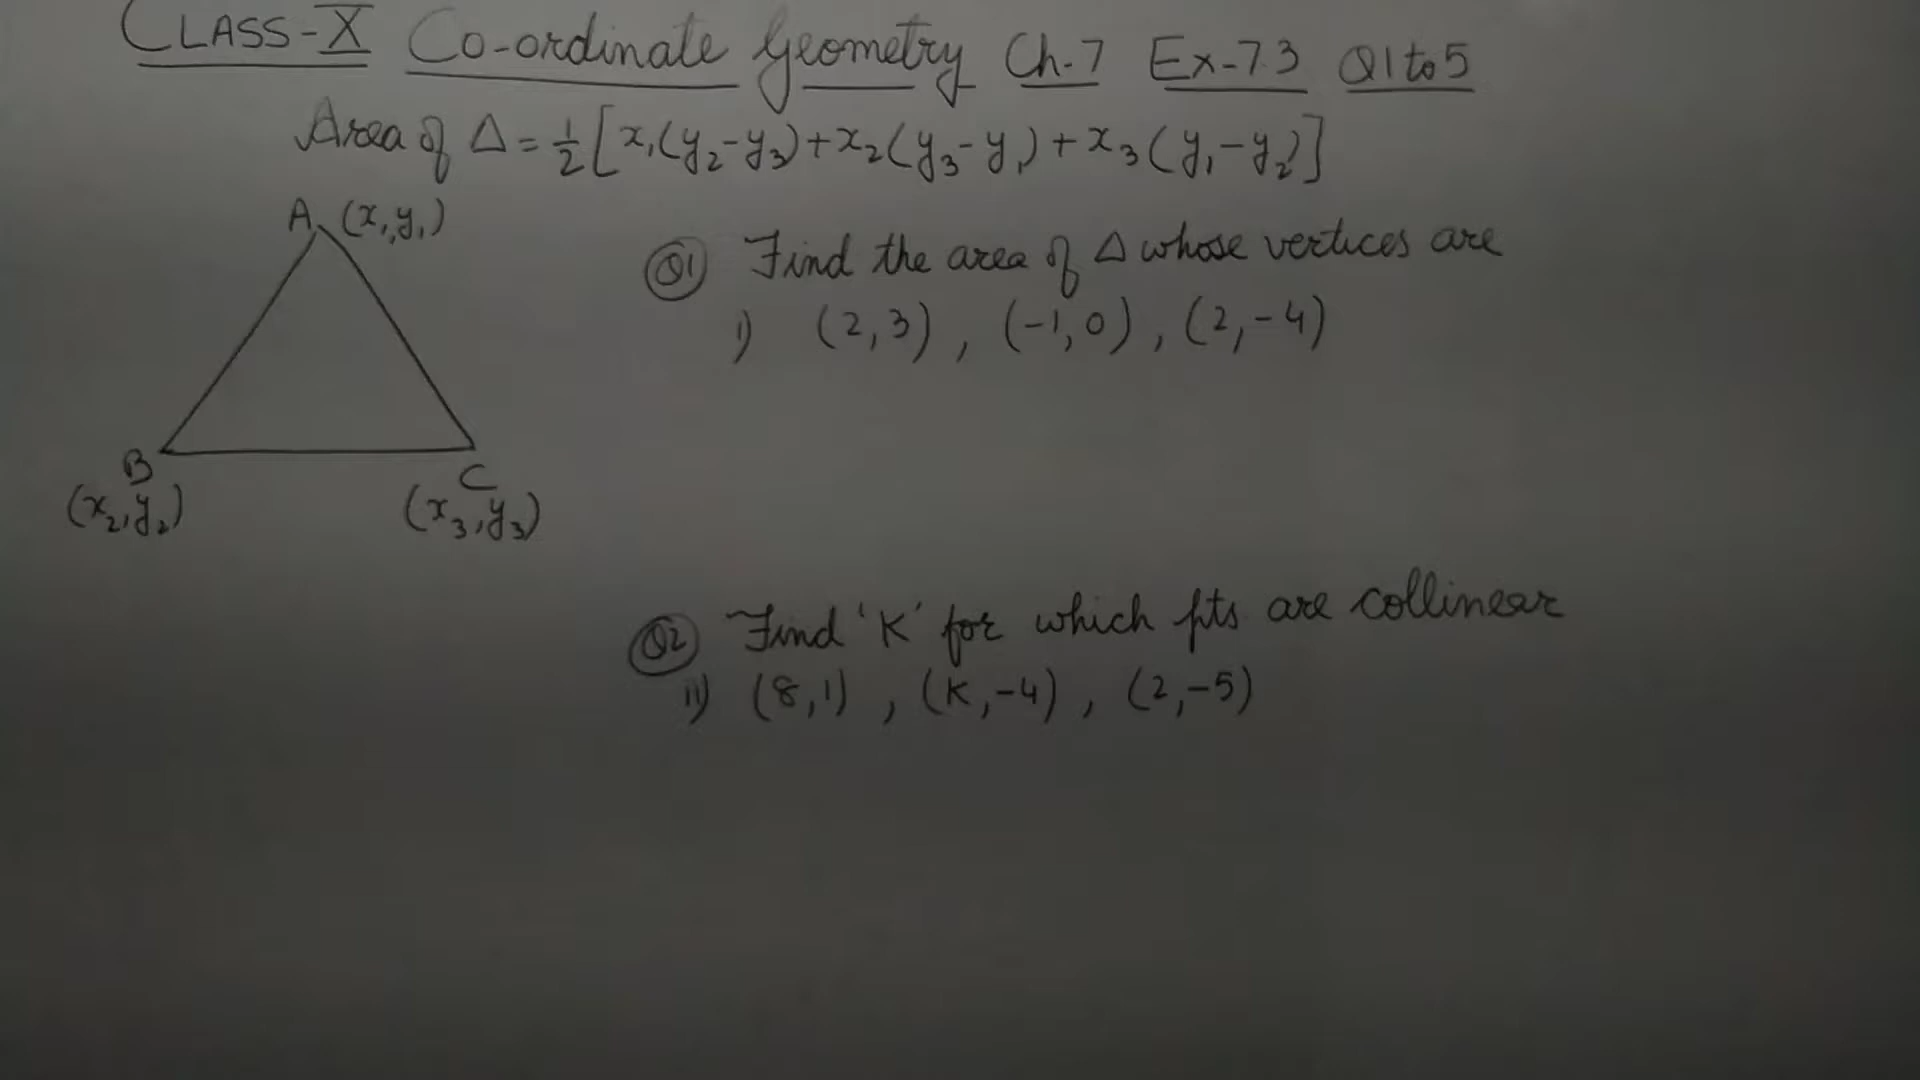 CLASS-X Co-ordinate Geometry Ch-7 Ex-7.3 Q1 to 5
Area of Δ = 1/2 [x₁(y₂-y₃)+x₂(y₃-y₁)+x₃(y₁-y₂)]
A (x₁,y₁)
Q1 Find the area of Δ whose vertices are
i) (2,3), (-1,0), (2,-4)
B
C
(x₂,y₂)
(x₃,y₃)
Q2 Find 'K' for which pts are collinear
ii) (8,1), (K,-4), (2,-5)